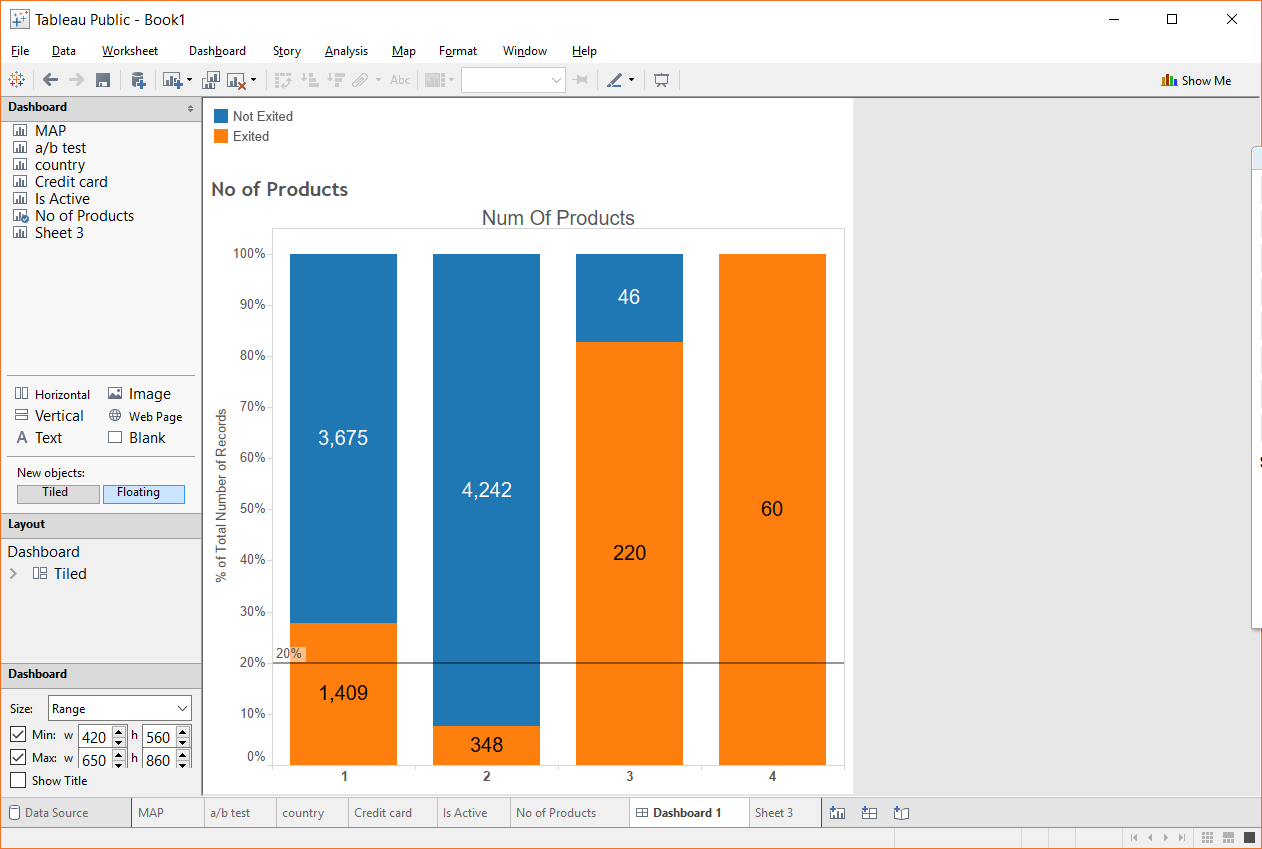 Tableau Public - Book1
File Data Worksheet Dashboard Story Analysis Map Format Window Help
Abc Show Me
Dashboard
MAP
a/b test
country
Credit card
Is Active
No of Products
Sheet 3
Horizontal Image
Vertical Web Page
A Text Blank
New objects:
Tiled Floating
Layout
Dashboard
Tiled
Dashboard
Size: Range
Min: w 420 h 560
Max: w 650 h 860
Show Title
Not Exited
Exited
No of Products
Num Of Products
% of Total Number of Records
100%
90%
80%
70%
60%
50%
40%
30%
20%
10%
0%
20%
3,675
1,409
4,242
348
46
220
60
1 2 3 4
Data Source MAP a/b test country Credit card Is Active No of Products Dashboard 1 Sheet 3